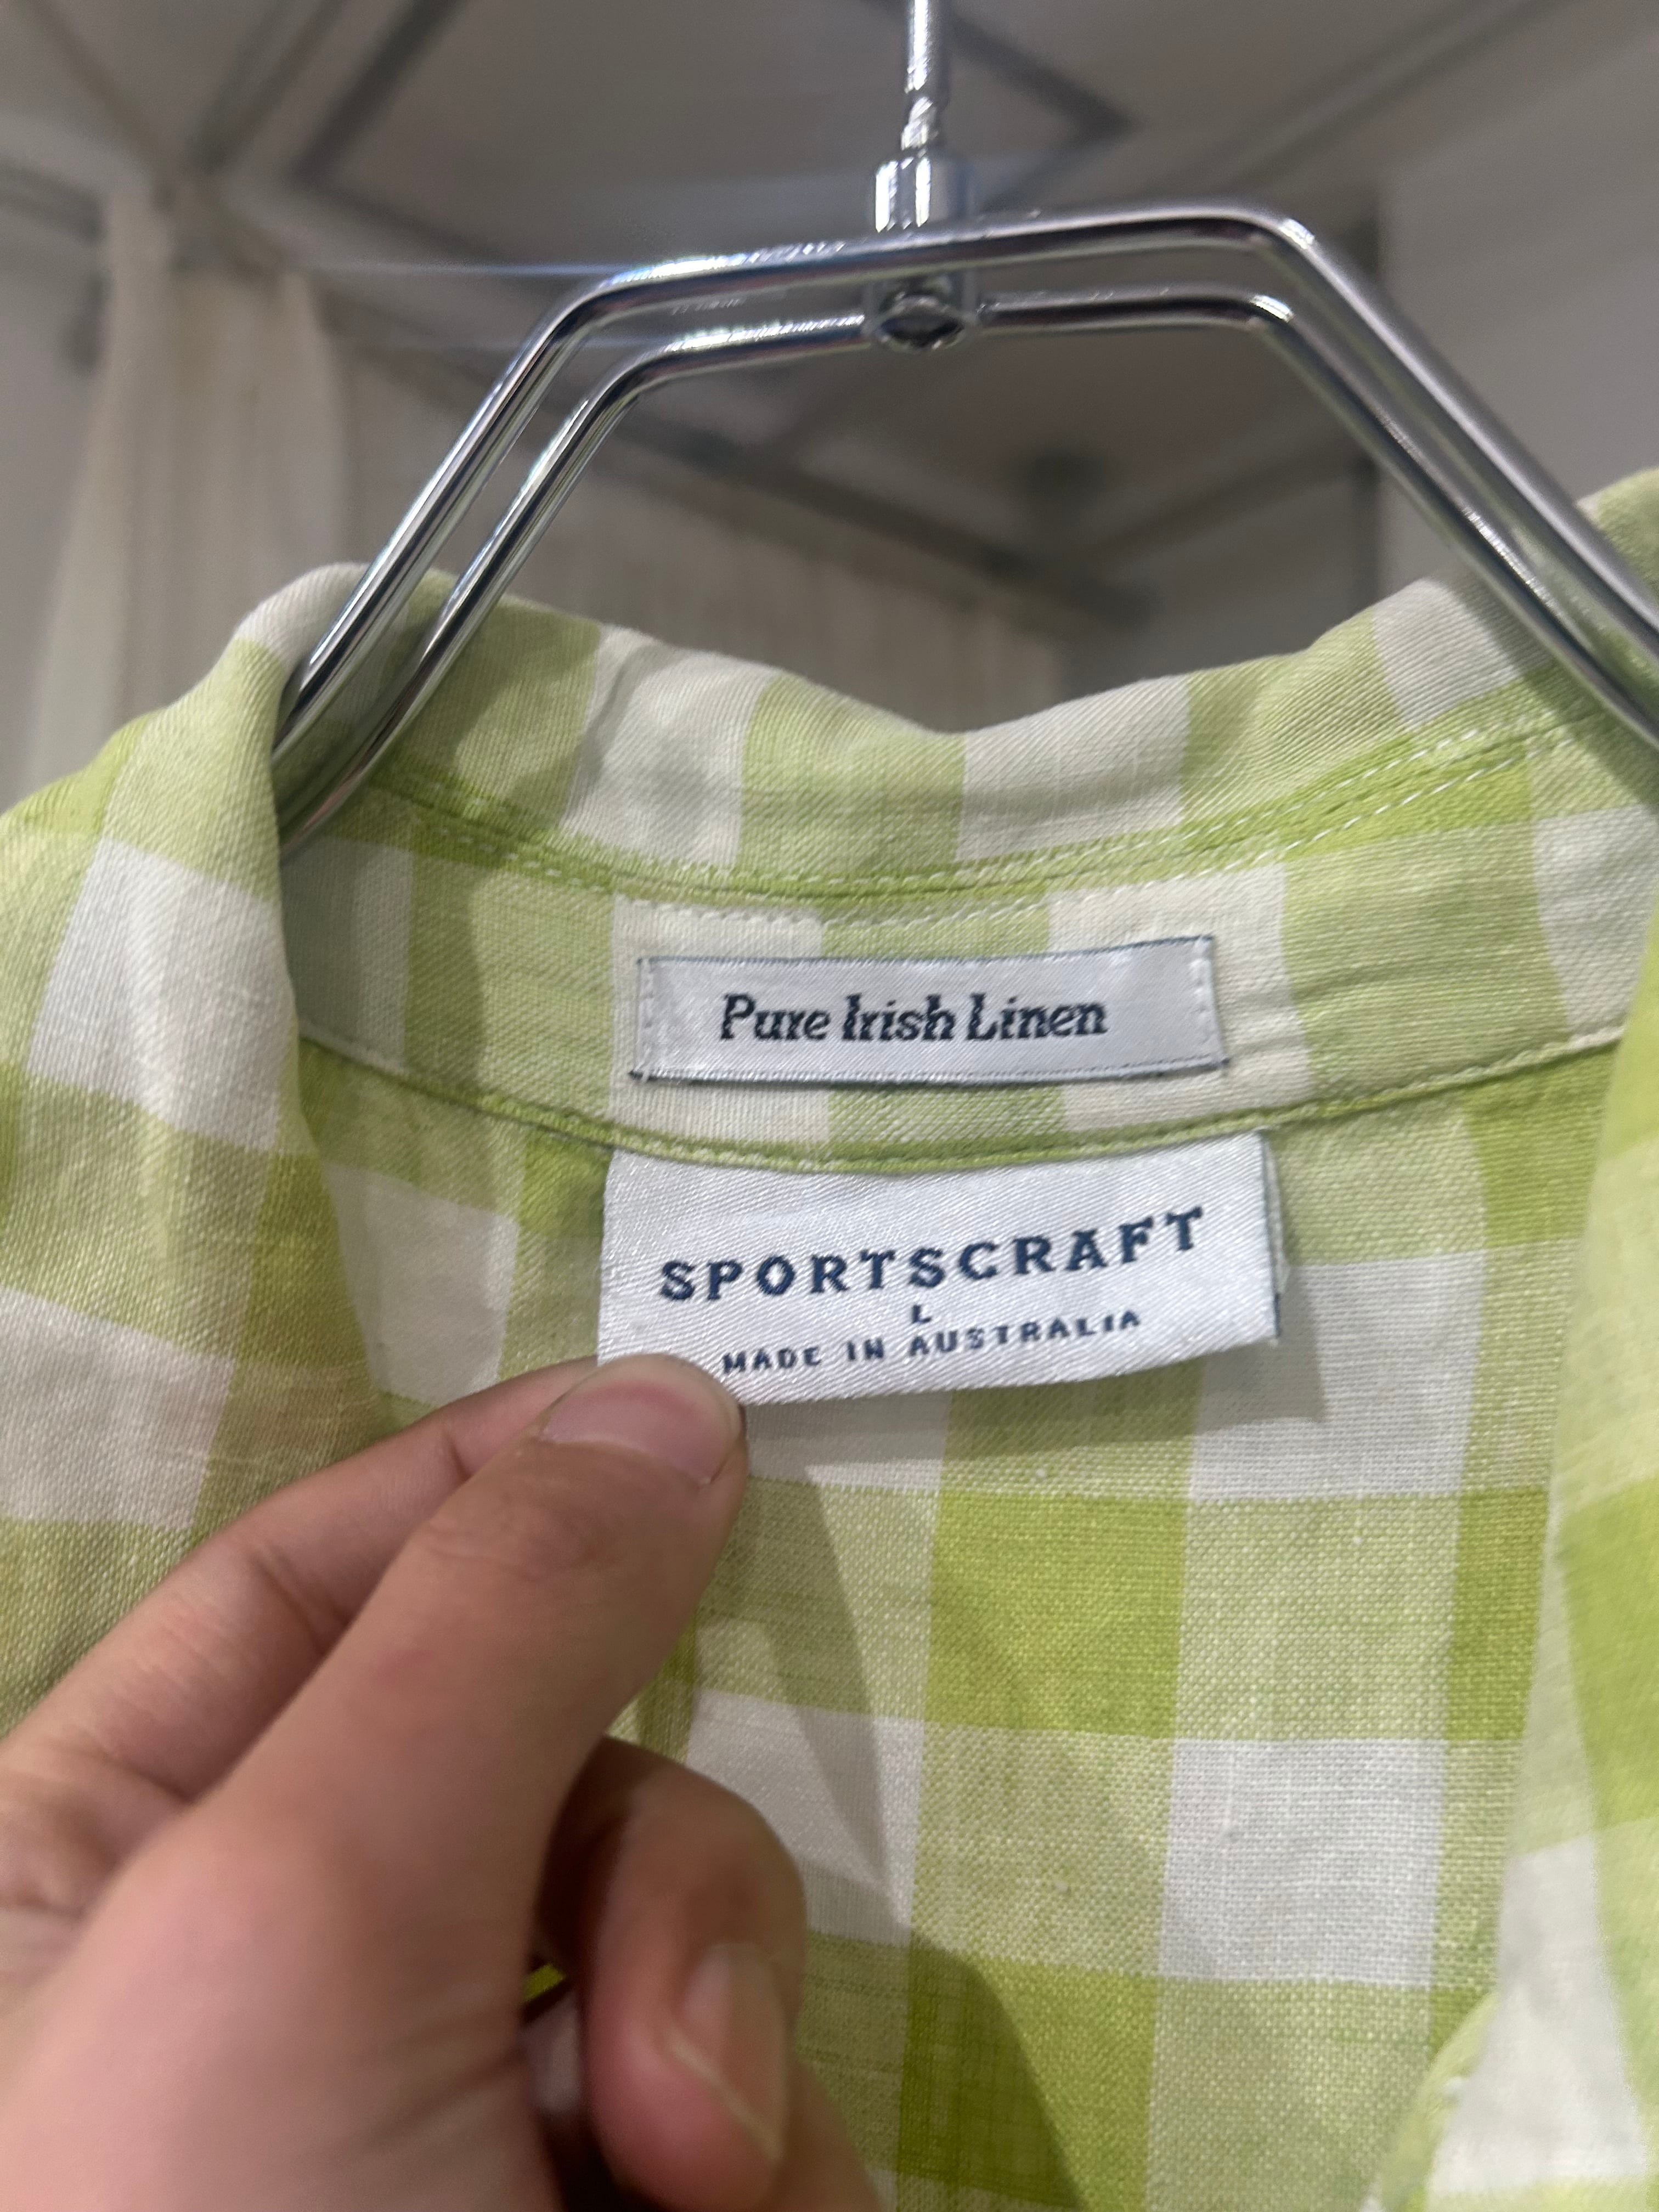 Pure Irish Linen
SPORTSCRAFT
L
MADE IN AUSTRALIA